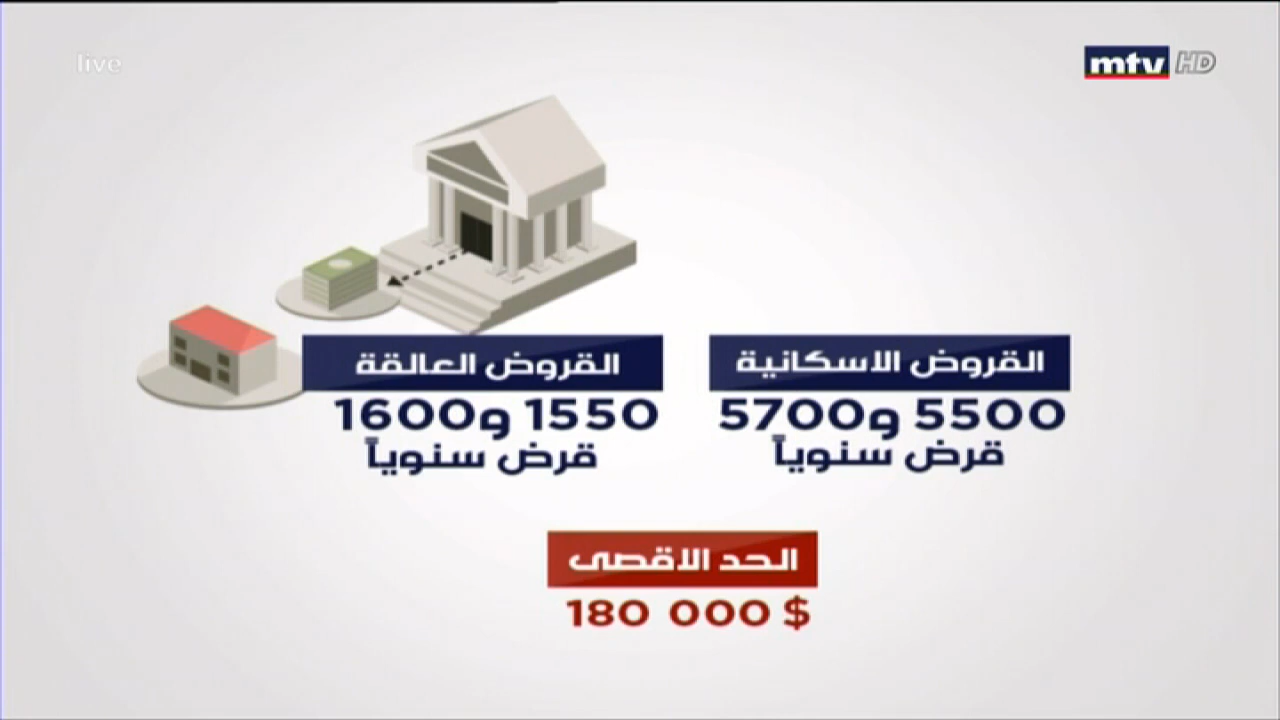 live
mtv HD
القروض الاسكانية
5500 و5700
قرض سنوياً
القروض العالقة
1550 و1600
قرض سنوياً
الحد الاقصى
180 000 $